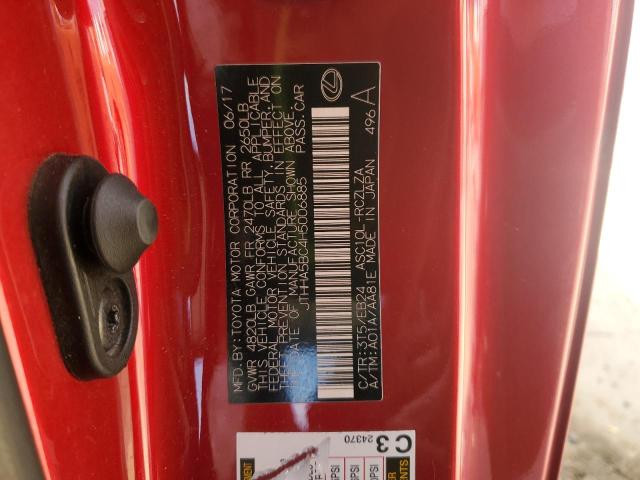 MFD.BY: TOYOTA MOTOR CORPORATION 06/17
GVWR 4820LB GAWR FR 2470LB RR 2650LB
THIS VEHICLE CONFORMS TO ALL APPLICABLE
FEDERAL MOTOR VEHICLE SAFETY, BUMPER, AND
THEFT PREVENTION STANDARDS IN EFFECT ON
THE DATE OF MANUFACTURE SHOWN ABOVE.
JTHHA5BC4H5006885 PASS.CAR
C/TR:3T5/EB24 ASC10L-RCZLZA
A/TM:A01A/AA81E MADE IN JAPAN 496 A
C3
24370